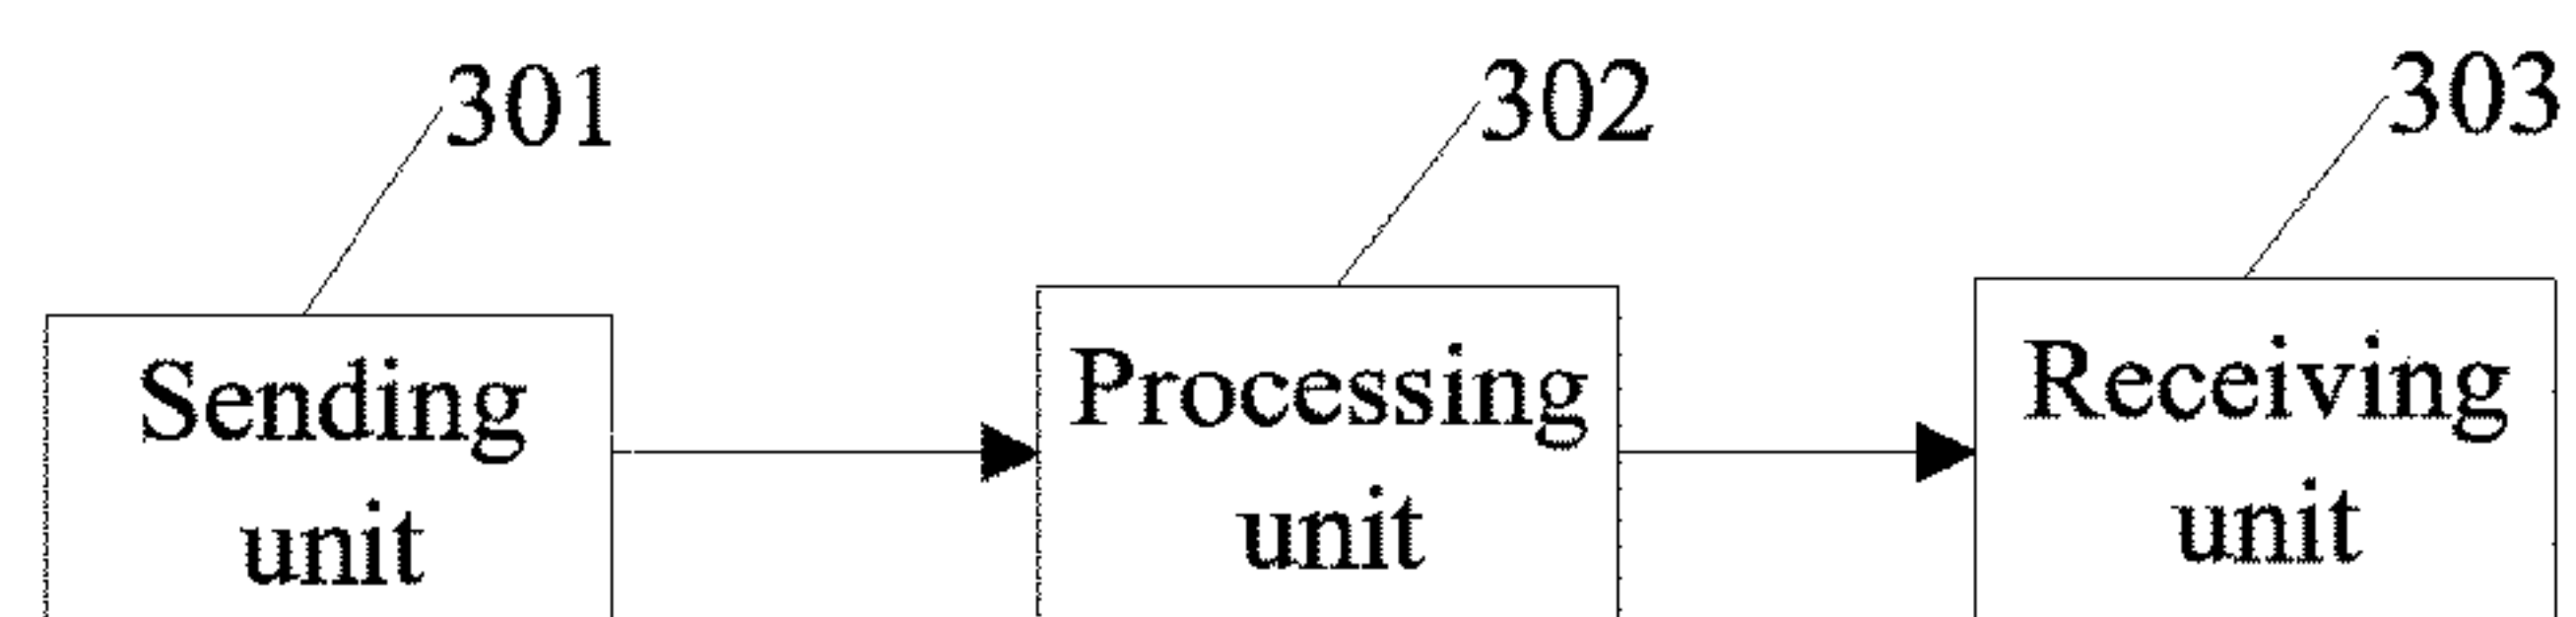 301
302
303
Sending
unit
Processing
unit
Receiving
unit